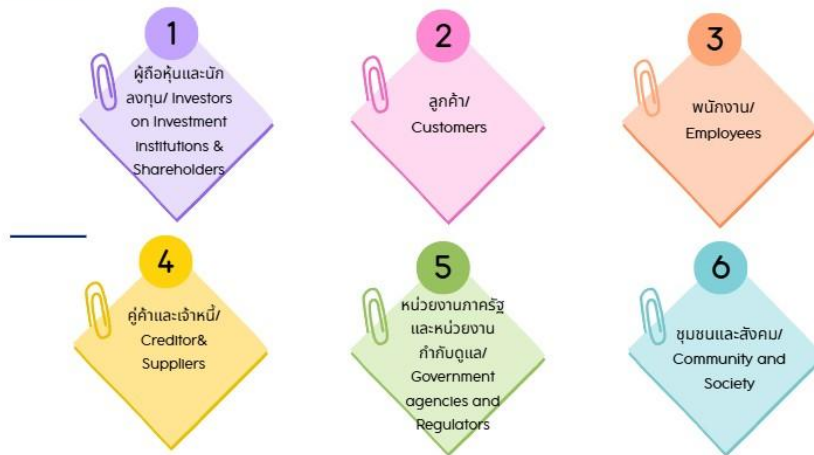 1
ผู้ถือหุ้นและนัก
ลงทุน/ Investors
on Investment
Institutions &
Shareholders
2
ลูกค้า/
Customers
3
พนักงาน/
Employees
4
คู่ค้าและเจ้าหนี้/
Creditor&
Suppliers
5
หน่วยงานภาครัฐ
และหน่วยงาน
กำกับดูแล/
Government
agencies and
Regulators
6
ชุมชนและสังคม/
Community and
Society